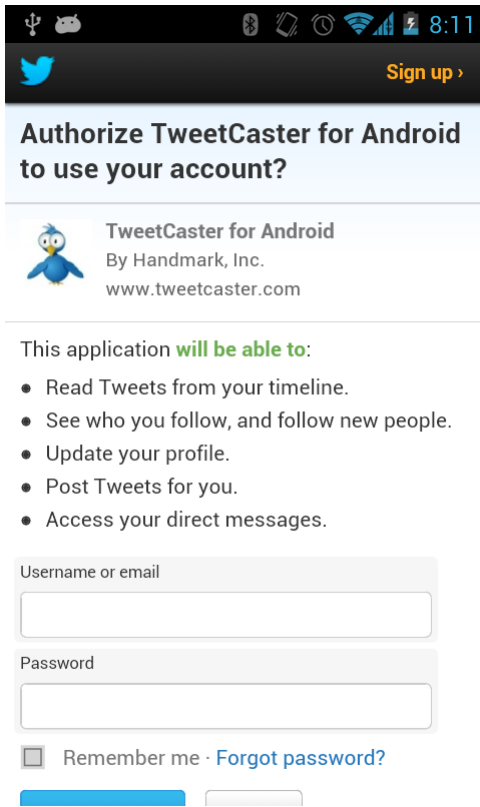 8:11
Sign up ›
Authorize TweetCaster for Android
to use your account?
TweetCaster for Android
By Handmark, Inc.
www.tweetcaster.com
This application will be able to:
• Read Tweets from your timeline.
• See who you follow, and follow new people.
• Update your profile.
• Post Tweets for you.
• Access your direct messages.
Username or email
Password
Remember me · Forgot password?